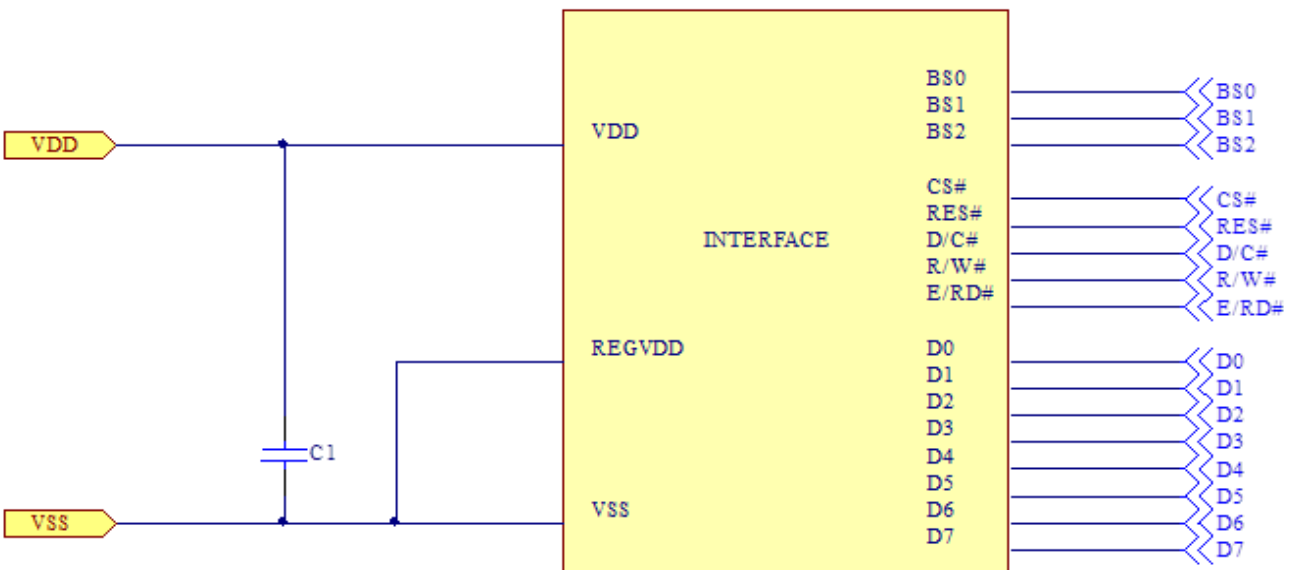 BS0 BS0
BS1 BS1
VDD VDD BS2 BS2
CS# CS#
RES# RES#
INTERFACE D/C# D/C#
R/W# R/W#
E/RD# E/RD#
REGVDD D0 D0
D1 D1
D2 D2
D3 D3
C1 D4 D4
D5 D5
VSS VSS D6 D6
D7 D7